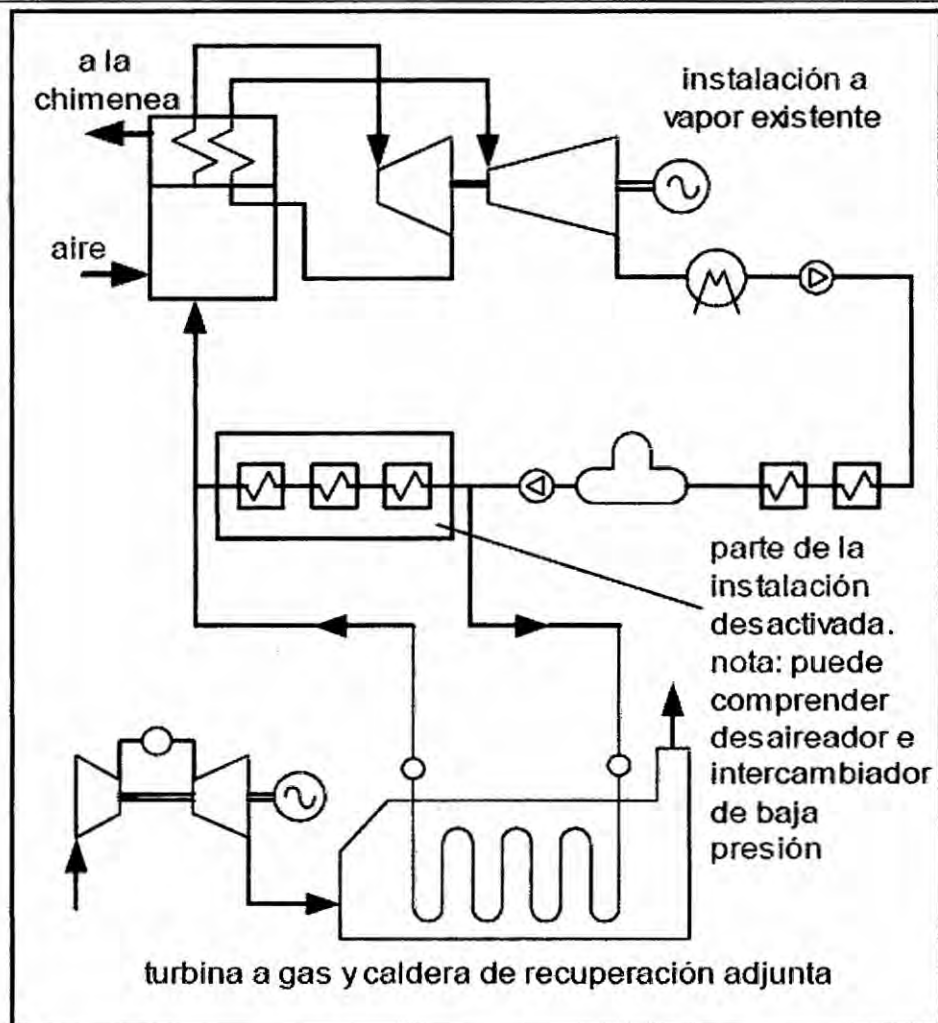 a la
chimenea
instalación a
vapor existente
aire
parte de la
instalación
desactivada.
nota: puede
comprender
desaireador e
intercambiador
de baja
presión
turbina a gas y caldera de recuperación adjunta